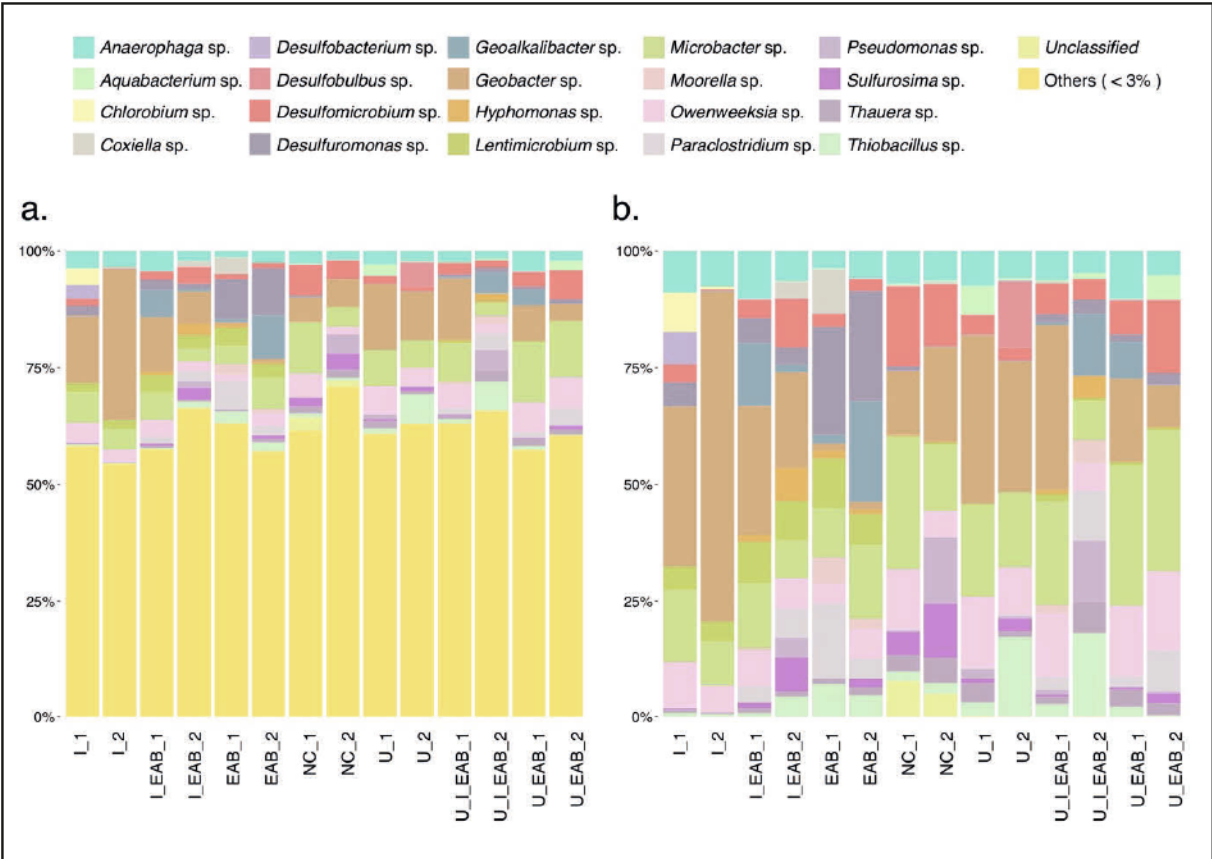 Anaerophaga sp. Desulfobacterium sp. Geoalkalibacter sp. Microbacter sp. Pseudomonas sp. Unclassified
Aquabacterium sp. Desulfobulbus sp. Geobacter sp. Moorella sp. Sulfurosima sp. Others ( < 3% )
Chlorobium sp. Desulfomicrobium sp. Hyphomonas sp. Owenweeksia sp. Thauera sp.
Coxiella sp. Desulfuromonas sp. Lentimicrobium sp. Paraclostridium sp. Thiobacillus sp.
a. b.
100% 100%
75% 75%
50% 50%
25% 25%
0% 0%
I_1 I_2 I_EAB_1 I_EAB_2 EAB_1 EAB_2 NC_1 NC_2 U_1 U_2 U_I_EAB_1 U_I_EAB_2 U_EAB_1 U_EAB_2 I_1 I_2 I_EAB_1 I_EAB_2 EAB_1 EAB_2 NC_1 NC_2 U_1 U_2 U_I_EAB_1 U_I_EAB_2 U_EAB_1 U_EAB_2